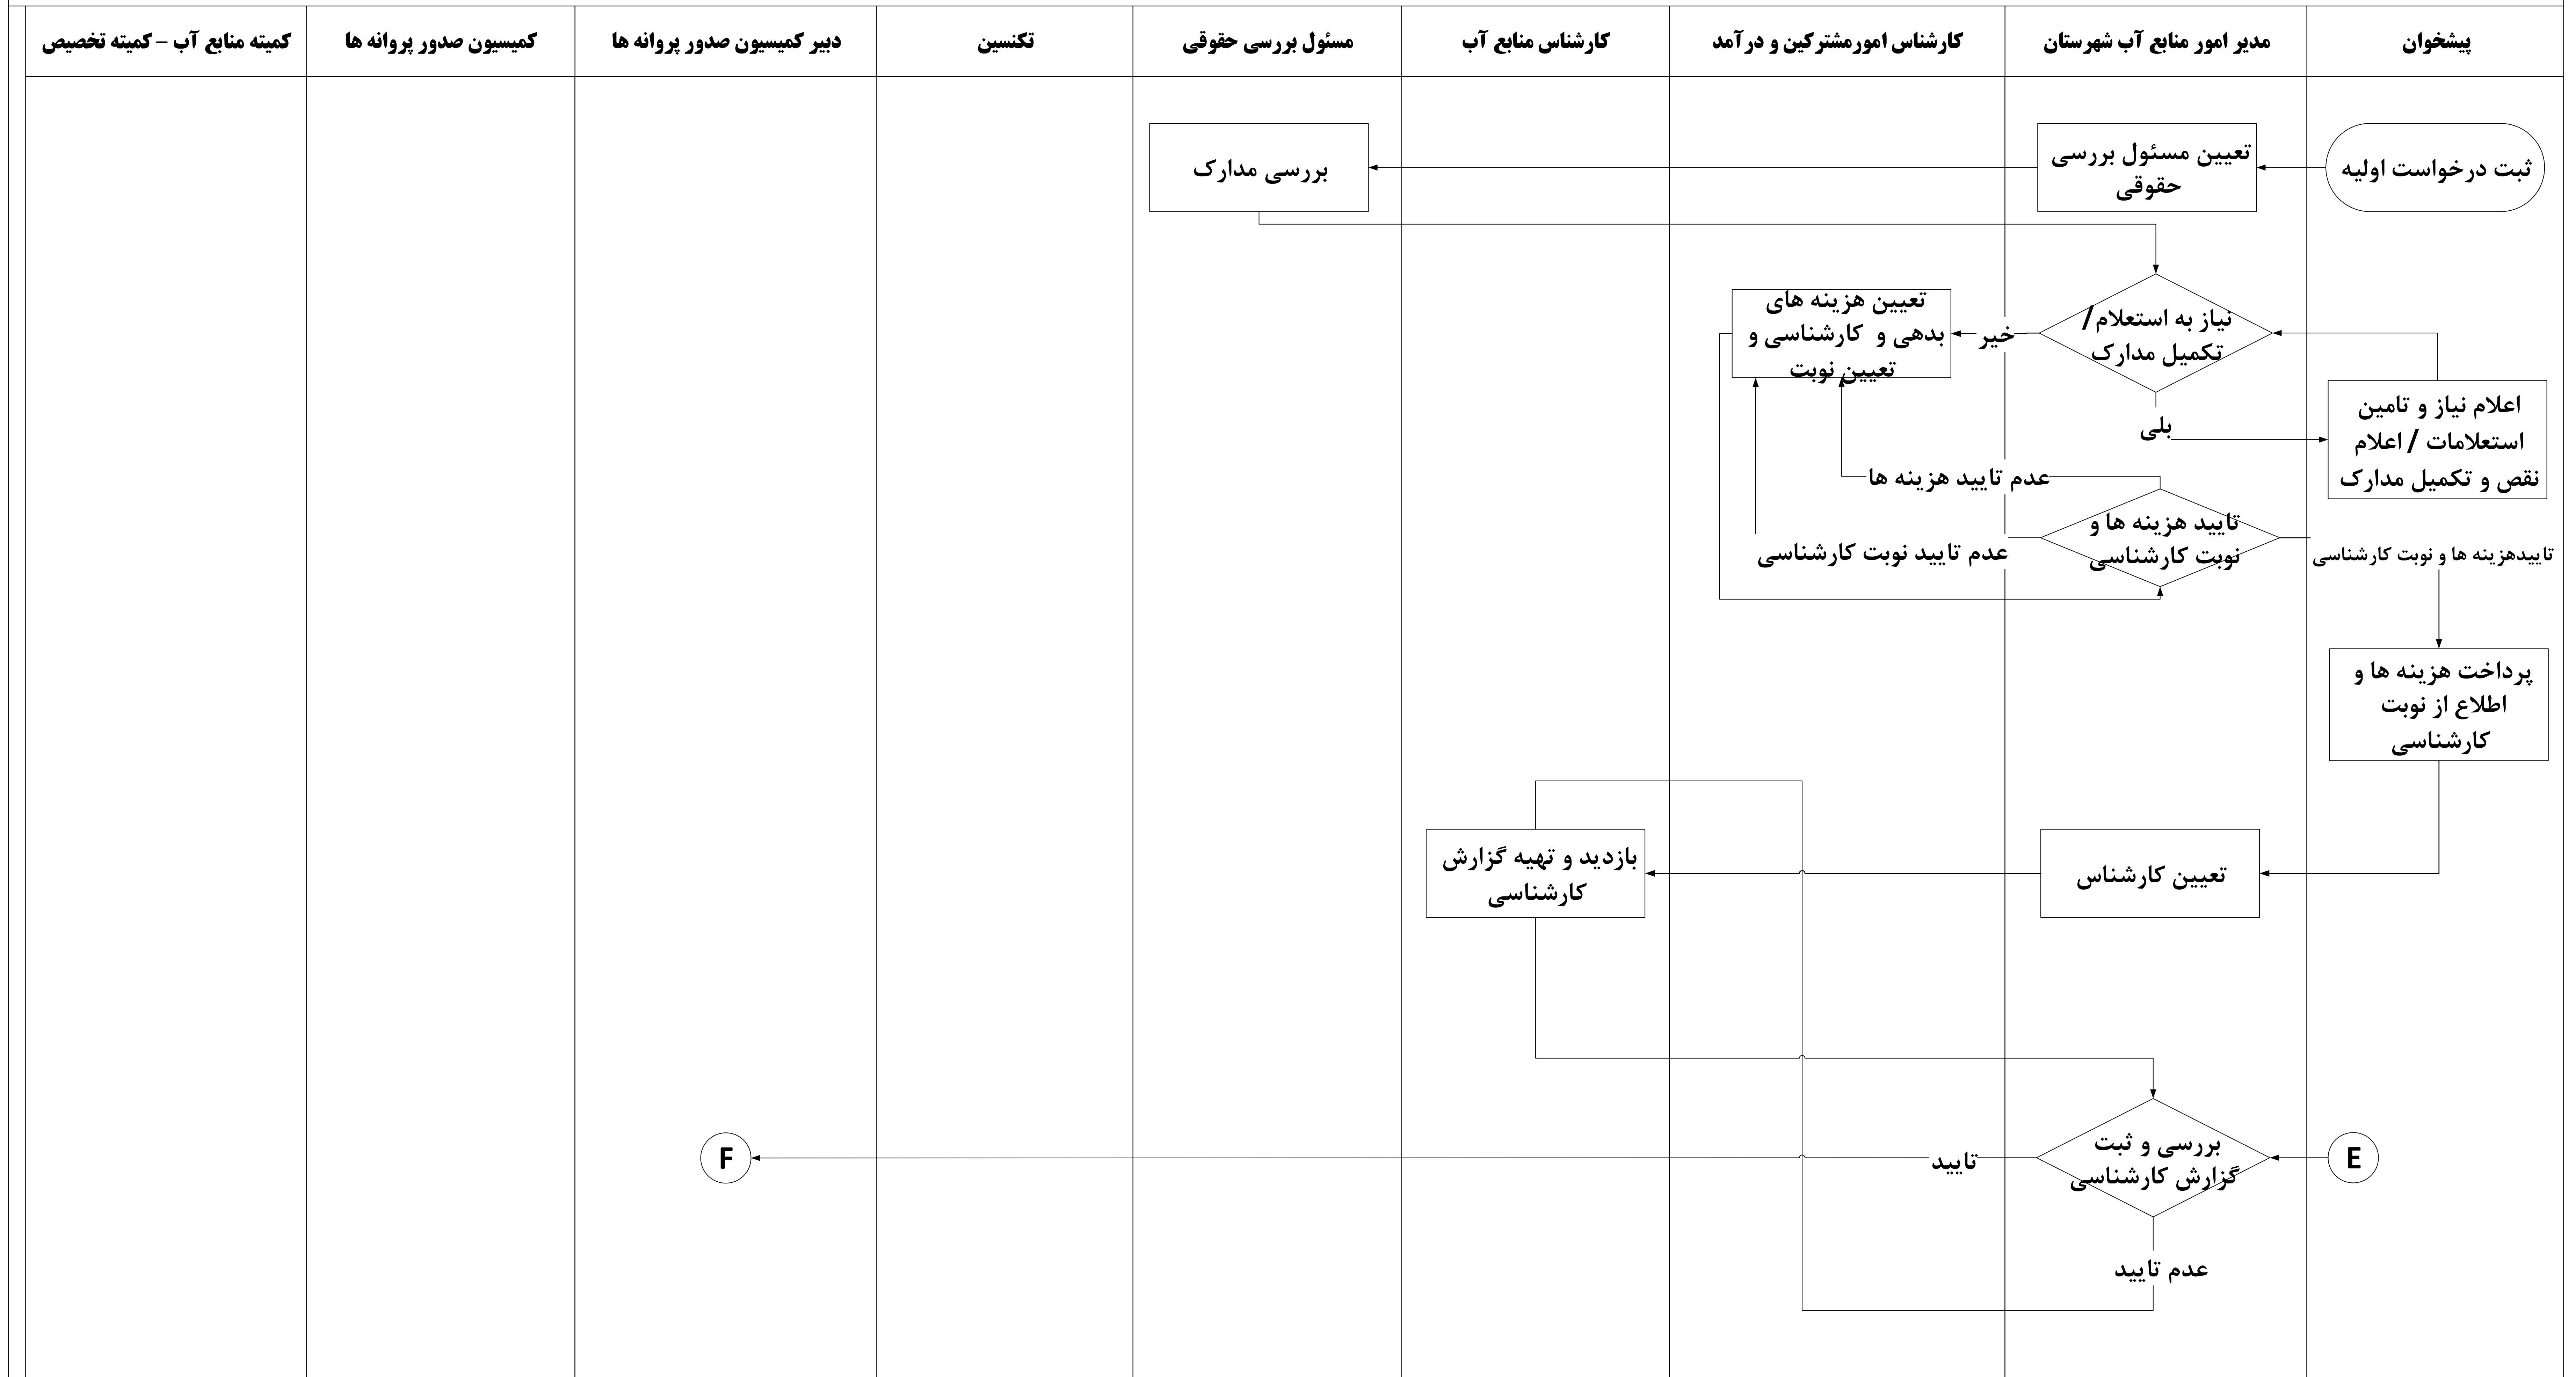 پیشخوان
مدیر امور منابع آب شهرستان
کارشناس امورمشترکین و درآمد
کارشناس منابع آب
مسئول بررسی حقوقی
تکنسین
دبیر کمیسیون صدور پروانه ها
کمیسیون صدور پروانه ها
کمیته منابع آب – کمیته تخصیص
ثبت درخواست اولیه
تعیین مسئول بررسی
حقوقی
بررسی مدارک
نیاز به استعلام/
تکمیل مدارک
خیر
تعیین هزینه های
بدهی و کارشناسی و
تعیین نوبت
بلی
اعلام نیاز و تامین
استعلامات / اعلام
نقص و تکمیل مدارک
عدم تایید هزینه ها
تایید هزینه ها و
نوبت کارشناسی
عدم تایید نوبت کارشناسی
تاییدهزینه ها و نوبت کارشناسی
پرداخت هزینه ها و
اطلاع از نوبت
کارشناسی
تعیین کارشناس
بازدید و تهیه گزارش
کارشناسی
E
بررسی و ثبت
گزارش کارشناسی
تایید
F
عدم تایید